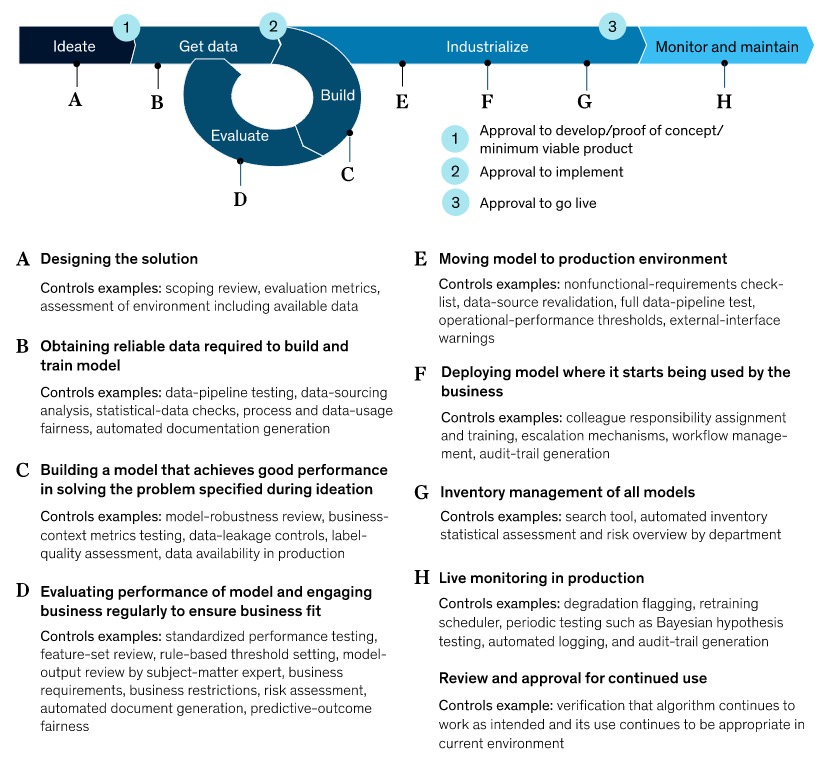 Ideate
1
Get data
2
Industrialize
3
Monitor and maintain
Build
Evaluate
A
B
C
D
E
F
G
H
1 Approval to develop/proof of concept/
minimum viable product
2 Approval to implement
3 Approval to go live
A Designing the solution
Controls examples: scoping review, evaluation metrics,
assessment of environment including available data
B Obtaining reliable data required to build and
train model
Controls examples: data-pipeline testing, data-sourcing
analysis, statistical-data checks, process and data-usage
fairness, automated documentation generation
C Building a model that achieves good performance
in solving the problem specified during ideation
Controls examples: model-robustness review, business-
context metrics testing, data-leakage controls, label-
quality assessment, data availability in production
D Evaluating performance of model and engaging
business regularly to ensure business fit
Controls examples: standardized performance testing,
feature-set review, rule-based threshold setting, model-
output review by subject-matter expert, business
requirements, business restrictions, risk assessment,
automated document generation, predictive-outcome
fairness
E Moving model to production environment
Controls examples: nonfunctional-requirements check-
list, data-source revalidation, full data-pipeline test,
operational-performance thresholds, external-interface
warnings
F Deploying model where it starts being used by the
business
Controls examples: colleague responsibility assignment
and training, escalation mechanisms, workflow manage-
ment, audit-trail generation
G Inventory management of all models
Controls examples: search tool, automated inventory
statistical assessment and risk overview by department
H Live monitoring in production
Controls examples: degradation flagging, retraining
scheduler, periodic testing such as Bayesian hypothesis
testing, automated logging, and audit-trail generation
Review and approval for continued use
Controls example: verification that algorithm continues to
work as intended and its use continues to be appropriate in
current environment